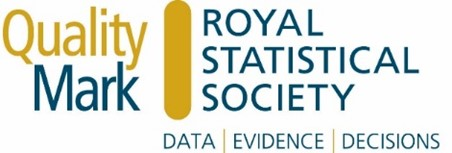 Quality
Mark
ROYAL
STATISTICAL
SOCIETY
DATA | EVIDENCE | DECISIONS